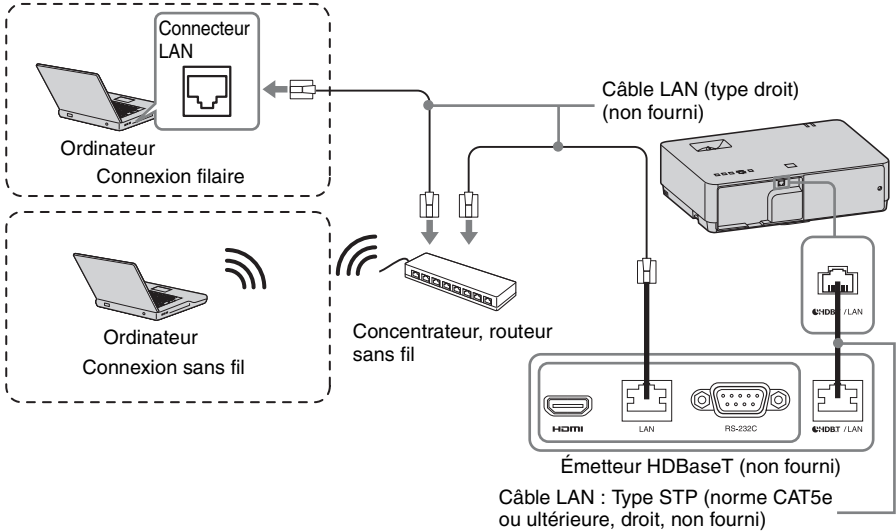 Connecteur
LAN
Ordinateur
Connexion filaire
Câble LAN (type droit)
(non fourni)
Ordinateur
Connexion sans fil
Concentrateur, routeur
sans fil
HDBT / LAN
HDMI
LAN
RS-232C
HDBT / LAN
Émetteur HDBaseT (non fourni)
Câble LAN : Type STP (norme CAT5e
ou ultérieure, droit, non fourni)